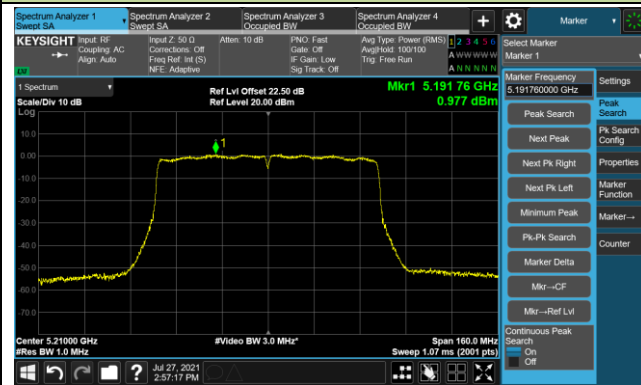 Spectrum Analyzer 1
Swept SA
Spectrum Analyzer 2
Swept SA
Spectrum Analyzer 3
Occupied BW
Spectrum Analyzer 4
Occupied BW
+
Marker
KEYSIGHT
Input: RF
Coupling: AC
Align: Auto
Input Z: 50 Ω
Corrections: Off
Freq Ref: Int (S)
NFE: Adaptive
Atten: 10 dB
PNO: Fast
Gate: Off
IF Gain: Low
Sig Track: Off
Avg Type: Power (RMS)
Avg|Hold: 100/100
Trig: Free Run
1 2 3 4 5 6
A W W W W W
A N N N N N
Select Marker
Marker 1
LXI
1 Spectrum
Scale/Div 10 dB
Log
Ref Lvl Offset 22.50 dB
Ref Level 20.00 dBm
Mkr1 5.191 76 GHz
0.977 dBm
10.0
0.00
-10.0
-20.0
-30.0
-40.0
-50.0
-60.0
-70.0
1
Center 5.21000 GHz
#Res BW 1.0 MHz
#Video BW 3.0 MHz*
Span 160.0 MHz
Sweep 1.07 ms (2001 pts)
Marker Frequency
5.191760000 GHz
Peak Search
Next Peak
Next Pk Right
Next Pk Left
Minimum Peak
Pk-Pk Search
Marker Delta
Mkr→CF
Mkr→Ref Lvl
Continuous Peak
Search
On
Off
Settings
Peak
Search
Pk Search
Config
Properties
Marker
Function
Marker→
Counter
?
Jul 27, 2021
2:57:17 PM